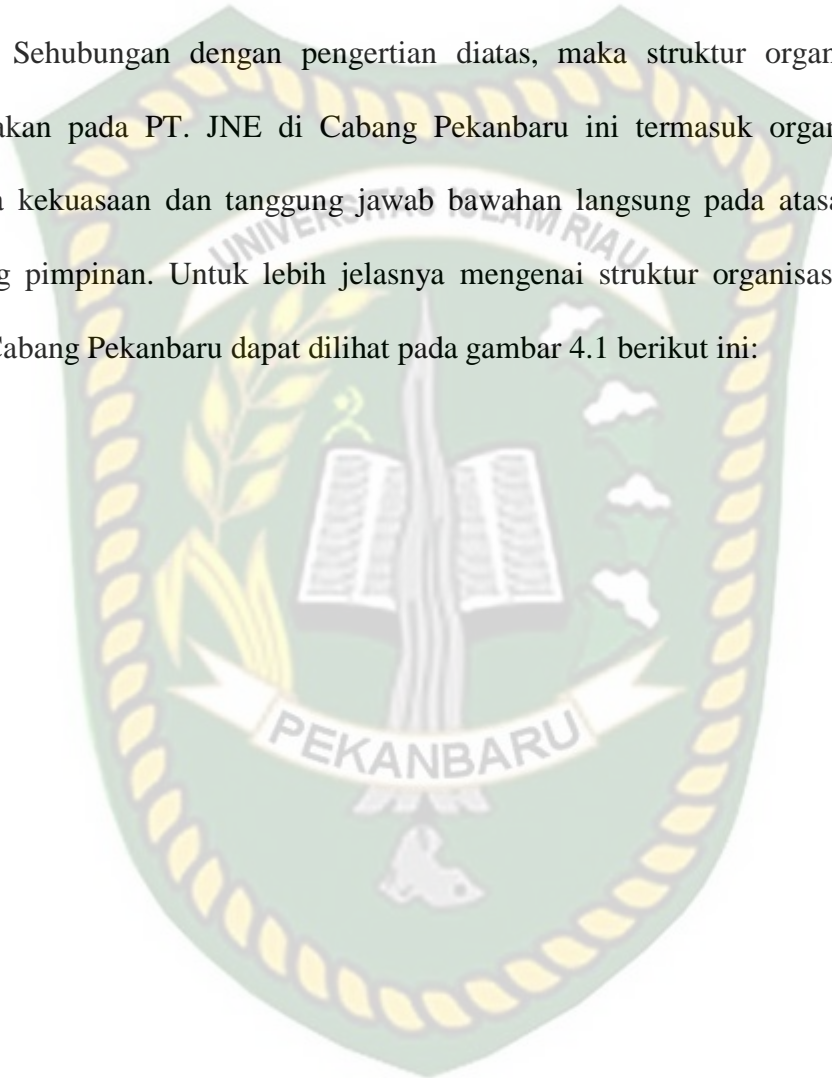 Sehubungan dengan pengertian diatas, maka struktur organ
akan pada PT. JNE di Cabang Pekanbaru ini termasuk organ
kekuasaan dan tanggung jawab bawahan langsung pada atasa
g pimpinan. Untuk lebih jelasnya mengenai struktur organisas
Cabang Pekanbaru dapat dilihat pada gambar 4.1 berikut ini:
UNIVERSITAS ISLAM RIAU
PEKANBARU